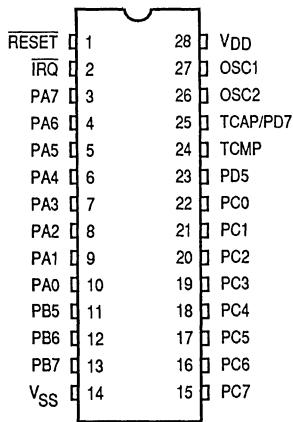 RESET 1 28 VDD
IRQ 2 27 OSC1
PA7 3 26 OSC2
PA6 4 25 TCAP/PD7
PA5 5 24 TCMP
PA4 6 23 PD5
PA3 7 22 PC0
PA2 8 21 PC1
PA1 9 20 PC2
PA0 10 19 PC3
PB5 11 18 PC4
PB6 12 17 PC5
PB7 13 16 PC6
VSS 14 15 PC7